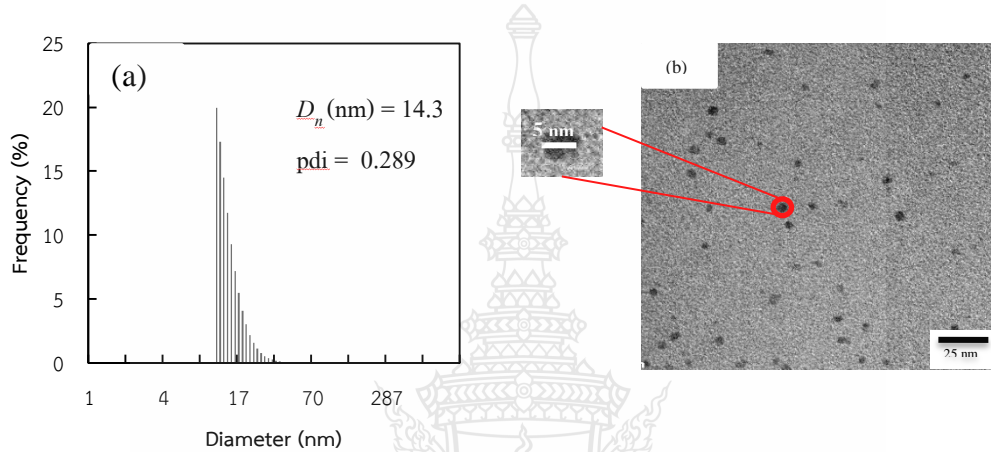 25
20
15
10
5
0
Frequency (%)
(a)
D_n (nm) = 14.3
pdi = 0.289
1 4 17 70 287
Diameter (nm)
5 nm
(b)
25 nm